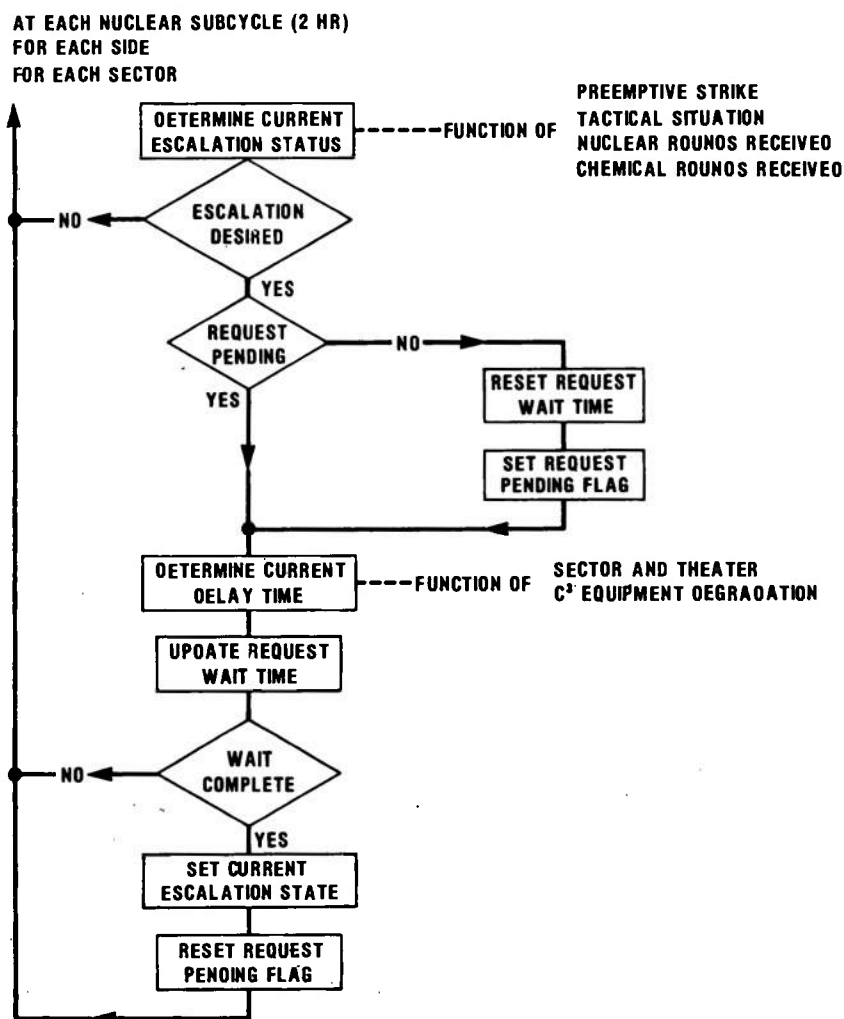 AT EACH NUCLEAR SUBCYCLE (2 HR)
FOR EACH SIDE
FOR EACH SECTOR
OETERMINE CURRENT
ESCALATION STATUS
FUNCTION OF
PREEMPTIVE STRIKE
TACTICAL SITUATION
NUCLEAR ROUNOS RECEIVED
CHEMICAL ROUNOS RECEIVED
ESCALATION
DESIRED
NO
YES
REQUEST
PENDING
NO
YES
RESET REQUEST
WAIT TIME
SET REQUEST
PENDING FLAG
OETERMINE CURRENT
OELAY TIME
FUNCTION OF
SECTOR AND THEATER
C³ EQUIPMENT OEGRAOATION
UPOATE REQUEST
WAIT TIME
WAIT
COMPLETE
NO
YES
SET CURRENT
ESCALATION STATE
RESET REQUEST
PENOING FLAG